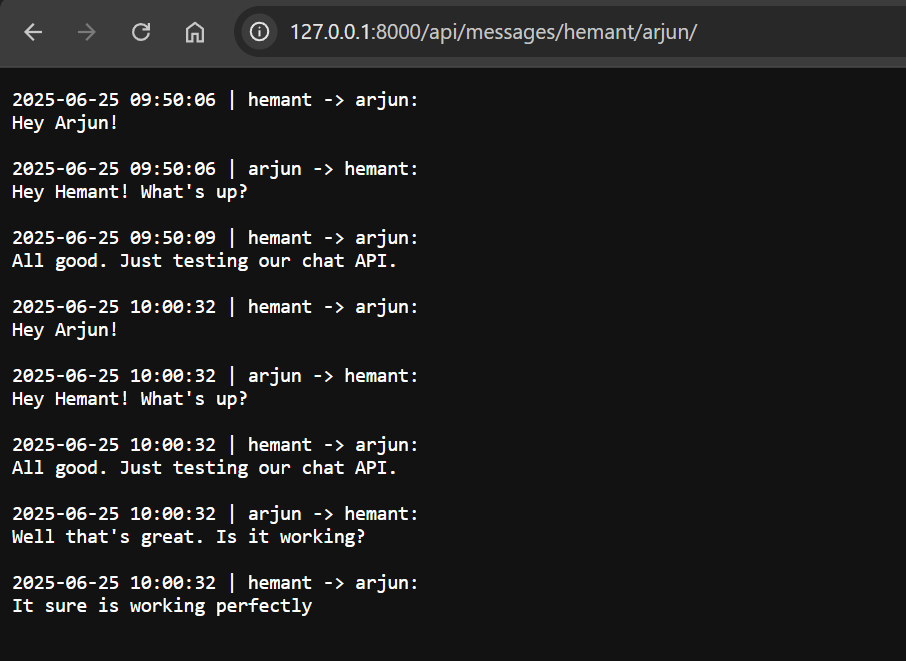 127.0.0.1:8000/api/messages/hemant/arjun/
2025-06-25 09:50:06 | hemant -> arjun:
Hey Arjun!
2025-06-25 09:50:06 | arjun -> hemant:
Hey Hemant! What's up?
2025-06-25 09:50:09 | hemant -> arjun:
All good. Just testing our chat API.
2025-06-25 10:00:32 | hemant -> arjun:
Hey Arjun!
2025-06-25 10:00:32 | arjun -> hemant:
Hey Hemant! What's up?
2025-06-25 10:00:32 | hemant -> arjun:
All good. Just testing our chat API.
2025-06-25 10:00:32 | arjun -> hemant:
Well that's great. Is it working?
2025-06-25 10:00:32 | hemant -> arjun:
It sure is working perfectly